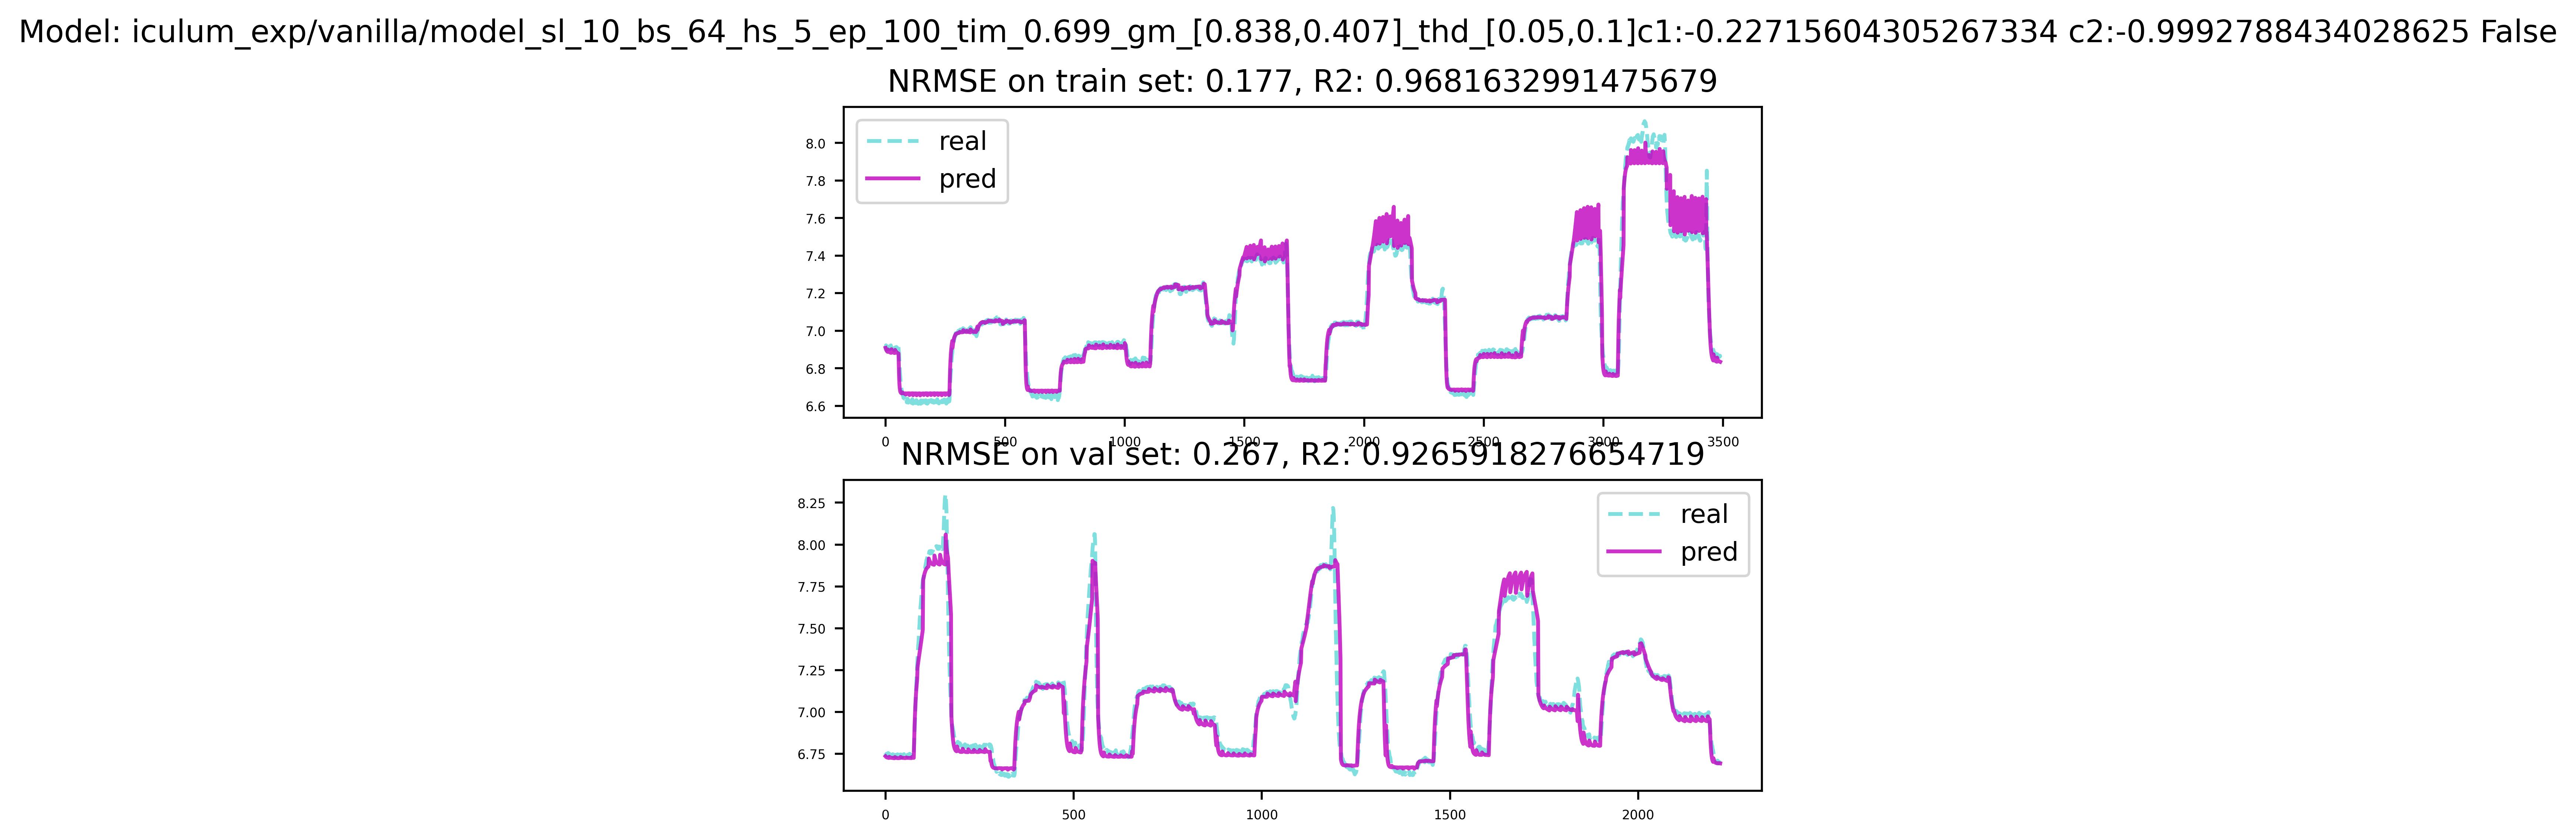 Model: iculum_exp/vanilla/model_sl_10_bs_64_hs_5_ep_100_tim_0.699_gm_[0.838,0.407]_thd_[0.05,0.1]c1:-0.22715604305267334 c2:-0.9992788434028625 False
NRMSE on train set: 0.177, R2: 0.9681632991475679
real
pred
8.0
7.8
7.6
7.4
7.2
7.0
6.8
6.6
0 500 1000 1500 2000 2500 3000 3500
NRMSE on val set: 0.267, R2: 0.9265918276654719
real
pred
8.25
8.00
7.75
7.50
7.25
7.00
6.75
0 500 1000 1500 2000